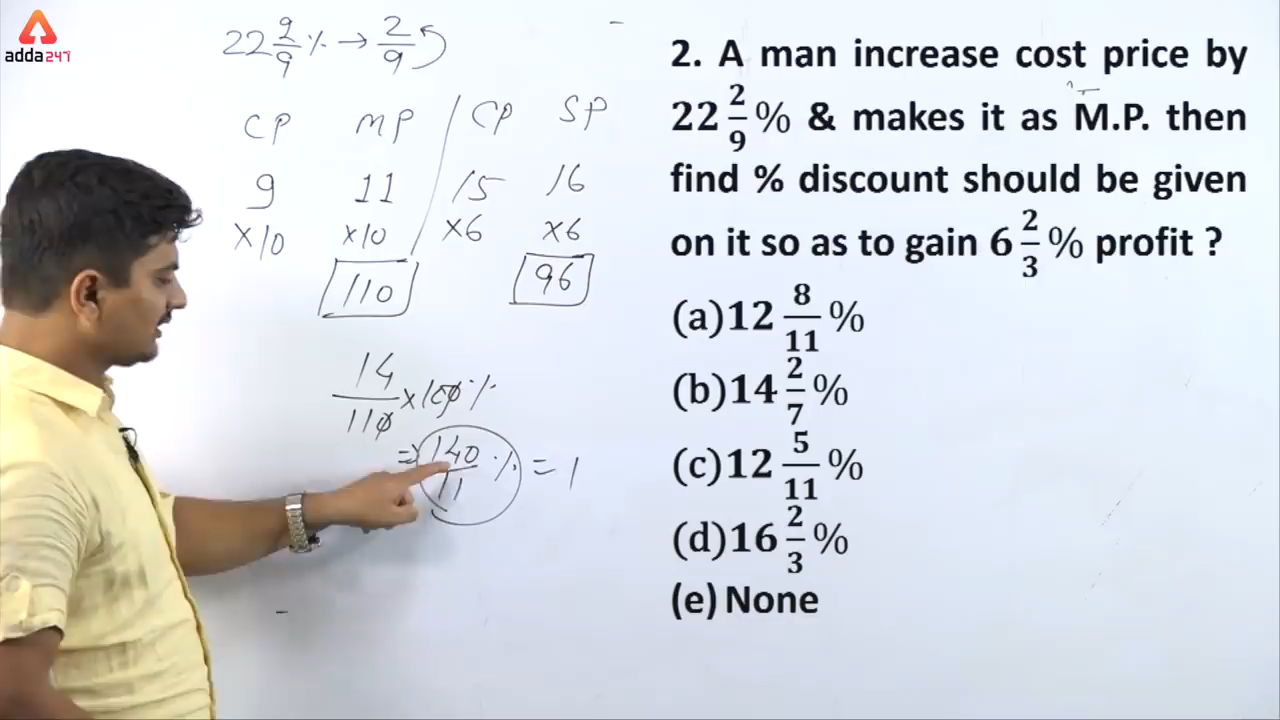 adda247
22 2/9 % → 2/9
CP MP CP SP
9 11 15 16
×10 ×10 ×6 ×6
110 96
14/110 ×100 %
⇒ 140/11 % = 1
2. A man increase cost price by
22 2/9 % & makes it as M.P. then
find % discount should be given
on it so as to gain 6 2/3 % profit ?
(a)12 8/11 %
(b)14 2/7 %
(c)12 5/11 %
(d)16 2/3 %
(e) None